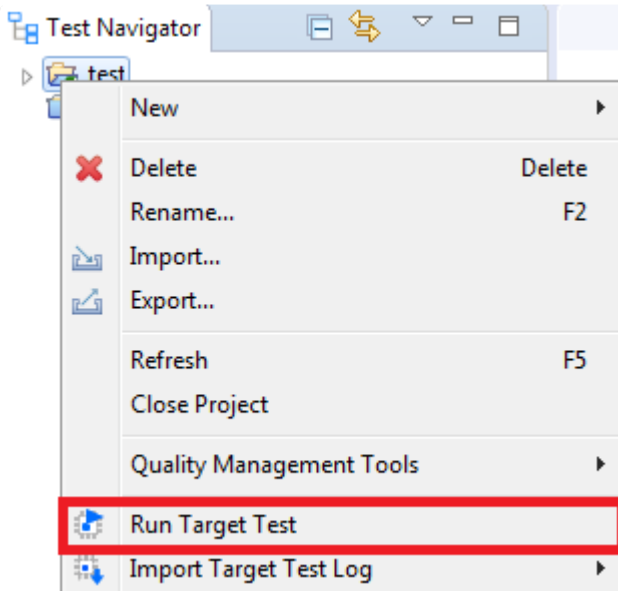 Test Navigator
test
New
Delete Delete
Rename... F2
Import...
Export...
Refresh F5
Close Project
Quality Management Tools
Run Target Test
Import Target Test Log